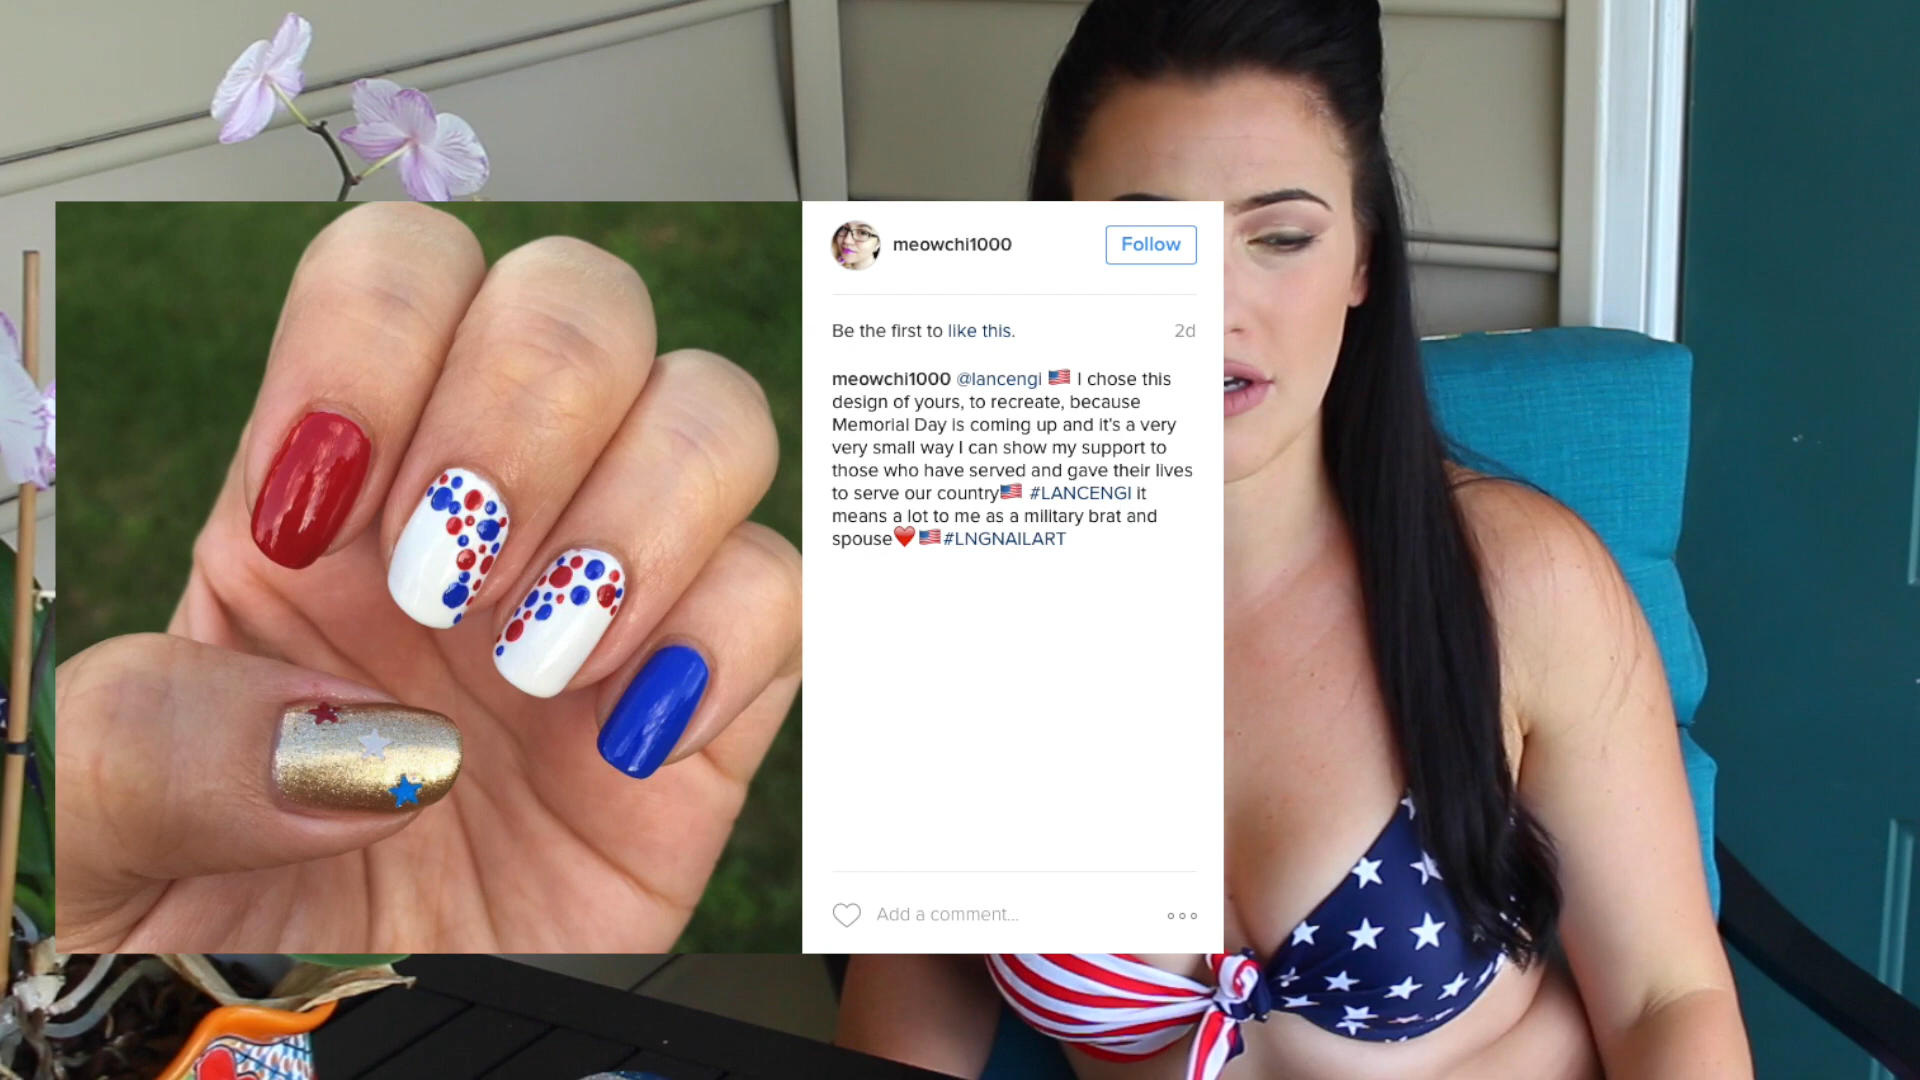 meowchi1000
Follow
Be the first to like this.
2d
meowchi1000 @lancengi 🇺🇸 I chose this
design of yours, to recreate, because
Memorial Day is coming up and it's a very
very small way I can show my support to
those who have served and gave their lives
to serve our country🇺🇸 #LANCENGI it
means a lot to me as a military brat and
spouse❤️🇺🇸#LNGNAILART
Add a comment...